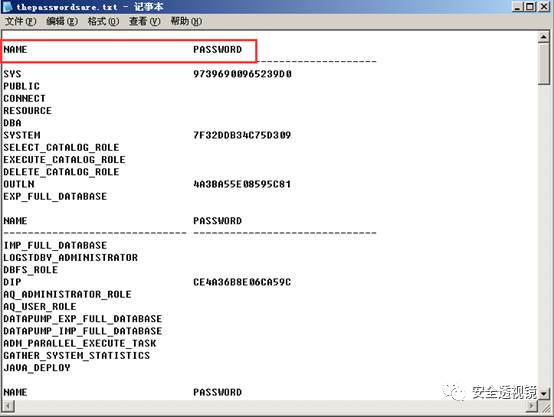 thepasswordsare.txt - 记事本
文件(F) 编辑(E) 格式(O) 查看(V) 帮助(H)
NAME PASSWORD
------------------------------ ------------------------------
SYS 97396900965239D0
PUBLIC
CONNECT
RESOURCE
DBA
SYSTEM 7F32DDB34C75D309
SELECT_CATALOG_ROLE
EXECUTE_CATALOG_ROLE
DELETE_CATALOG_ROLE
OUTLN 4A3BA55E08595C81
EXP_FULL_DATABASE
NAME PASSWORD
------------------------------ ------------------------------
IMP_FULL_DATABASE
LOGSTDBY_ADMINISTRATOR
DBFS_ROLE
DIP CE4A36B8E06CA59C
AQ_ADMINISTRATOR_ROLE
AQ_USER_ROLE
DATAPUMP_EXP_FULL_DATABASE
DATAPUMP_IMP_FULL_DATABASE
ADM_PARALLEL_EXECUTE_TASK
GATHER_SYSTEM_STATISTICS
JAVA_DEPLOY
NAME PASSWORD
安全透视镜